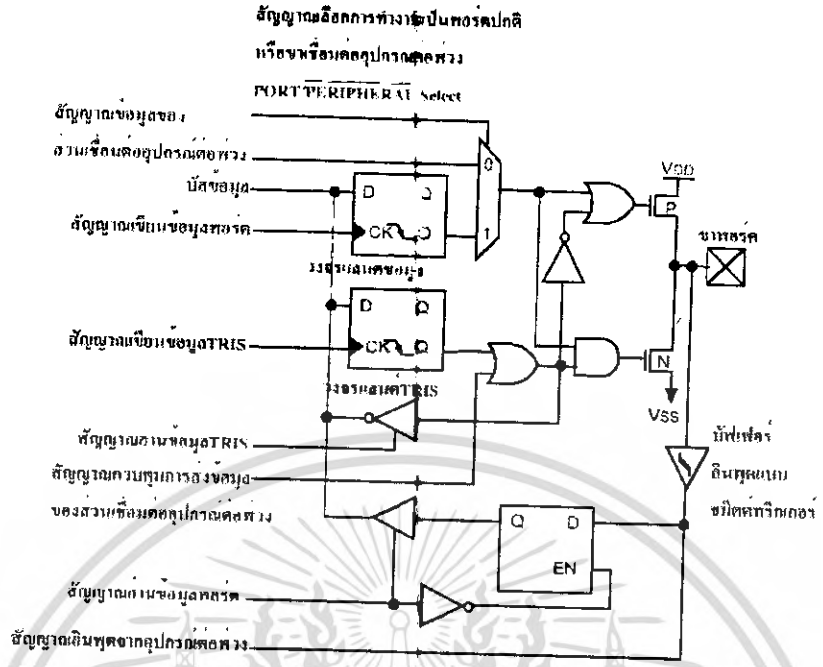 สัญญาณเลือกการทำงานเป็นพอร์ตปกติ
หรือเชื่อมต่ออุปกรณ์ต่อพ่วง
PORT/PERIPHERAL Select
สัญญาณข้อมูลของ
ส่วนเชื่อมต่ออุปกรณ์ต่อพ่วง
บัสข้อมูล
สัญญาณเขียนข้อมูลพอร์ต
D Q
CK Q
วงจรแลตช์ข้อมูล
0
1
VDD
P
ขาพอร์ต
D Q
CK Q
สัญญาณเขียนข้อมูลTRIS
วงจรแลตช์TRIS
N
VSS
สัญญาณอ่านข้อมูลTRIS
สัญญาณควบคุมการส่งข้อมูล
ของส่วนเชื่อมต่ออุปกรณ์ต่อพ่วง
บัฟเฟอร์
อินพุตแบบ
ชมิตต์ทริกเกอร์
Q D
EN
สัญญาณอ่านข้อมูลพอร์ต
สัญญาณอินพุตจากอุปกรณ์ต่อพ่วง